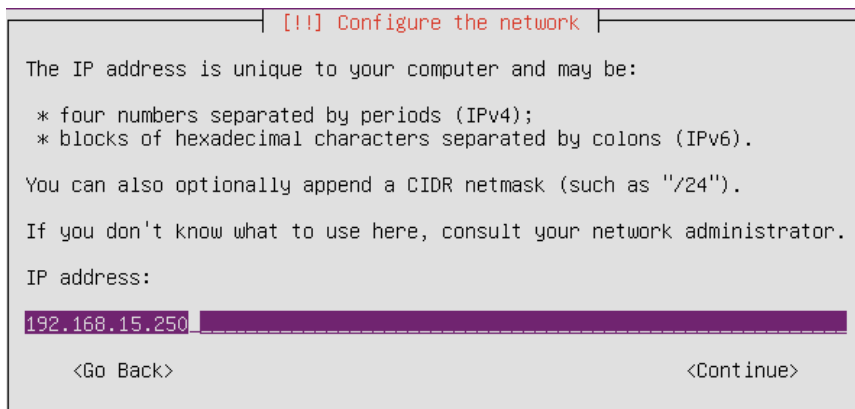 [!!] Configure the network
The IP address is unique to your computer and may be:
* four numbers separated by periods (IPv4);
* blocks of hexadecimal characters separated by colons (IPv6).
You can also optionally append a CIDR netmask (such as "/24").
If you don't know what to use here, consult your network administrator.
IP address:
192.168.15.250
<Go Back> <Continue>